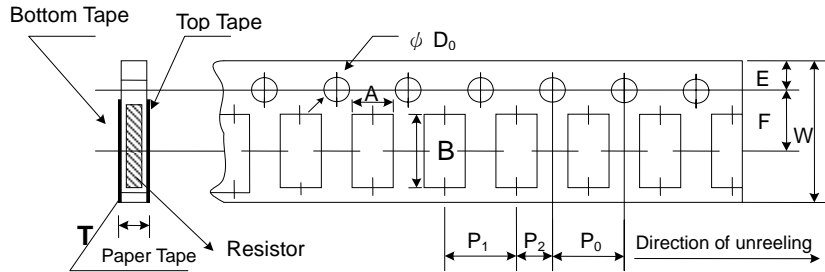 Bottom Tape
Top Tape
ϕ D₀
A
E
F
W
B
T
Paper Tape
Resistor
P₁
P₂
P₀
Direction of unreeling